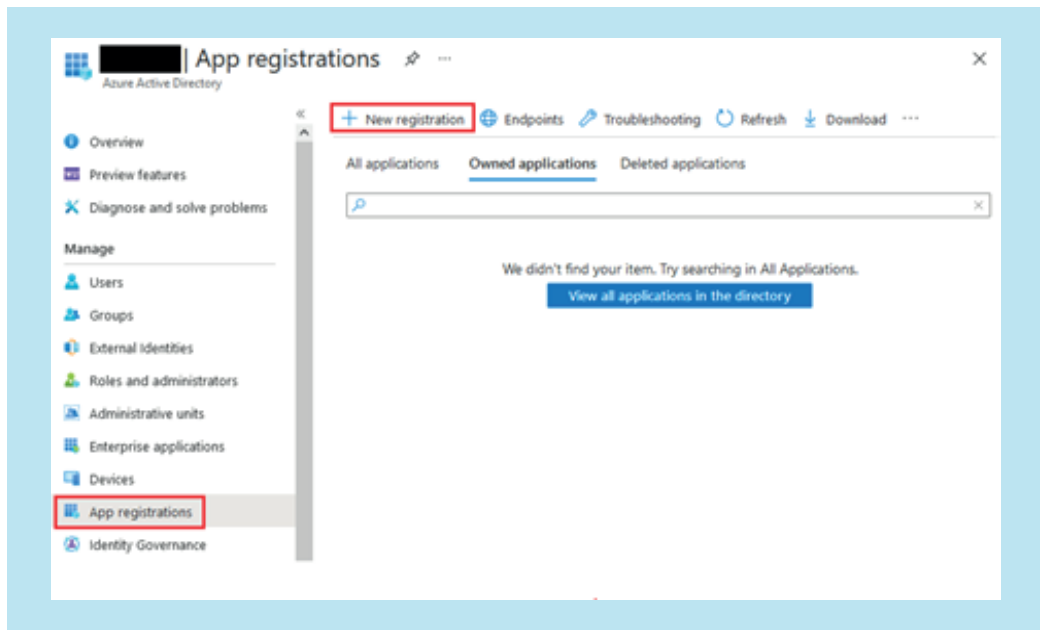 | App registrations ...
Azure Active Directory
«
+ New registration Endpoints Troubleshooting Refresh Download ...
Overview
Preview features
Diagnose and solve problems
Manage
Users
Groups
External Identities
Roles and administrators
Administrative units
Enterprise applications
Devices
App registrations
Identity Governance
All applications Owned applications Deleted applications
We didn't find your item. Try searching in All Applications.
View all applications in the directory